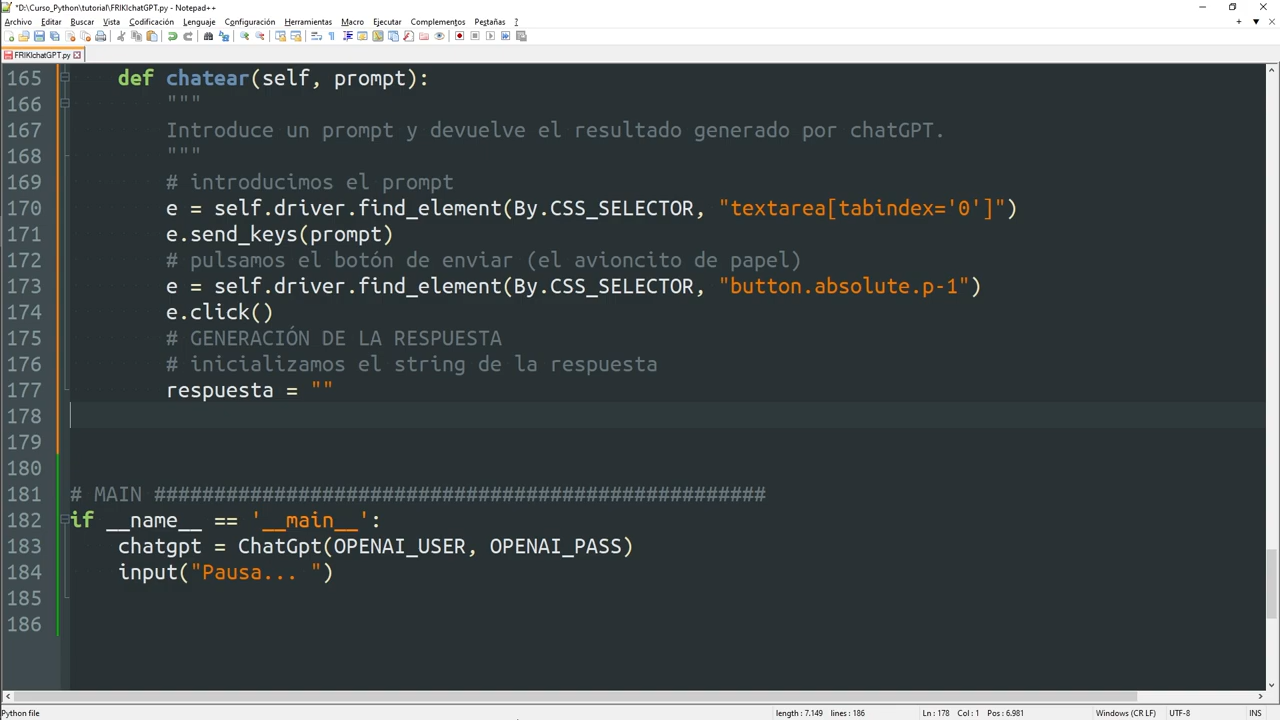 *D:\Curso_Python\tutorial\FRIKIchatGPT.py - Notepad++
Archivo Editar Buscar Vista Codificación Lenguaje Configuración Herramientas Macro Ejecutar Complementos Pestañas ?
FRIKIchatGPT.py
165 def chatear(self, prompt):
166 """
167 Introduce un prompt y devuelve el resultado generado por chatGPT.
168 """
169 # introducimos el prompt
170 e = self.driver.find_element(By.CSS_SELECTOR, "textarea[tabindex='0']")
171 e.send_keys(prompt)
172 # pulsamos el botón de enviar (el avioncito de papel)
173 e = self.driver.find_element(By.CSS_SELECTOR, "button.absolute.p-1")
174 e.click()
175 # GENERACIÓN DE LA RESPUESTA
176 # inicializamos el string de la respuesta
177 respuesta = ""
178
179
180
181 # MAIN ###################################################
182 if __name__ == '__main__':
183 chatgpt = ChatGpt(OPENAI_USER, OPENAI_PASS)
184 input("Pausa... ")
185
186
Python file length : 7.149 lines : 186 Ln : 178 Col : 1 Pos : 6.981 Windows (CR LF) UTF-8 INS